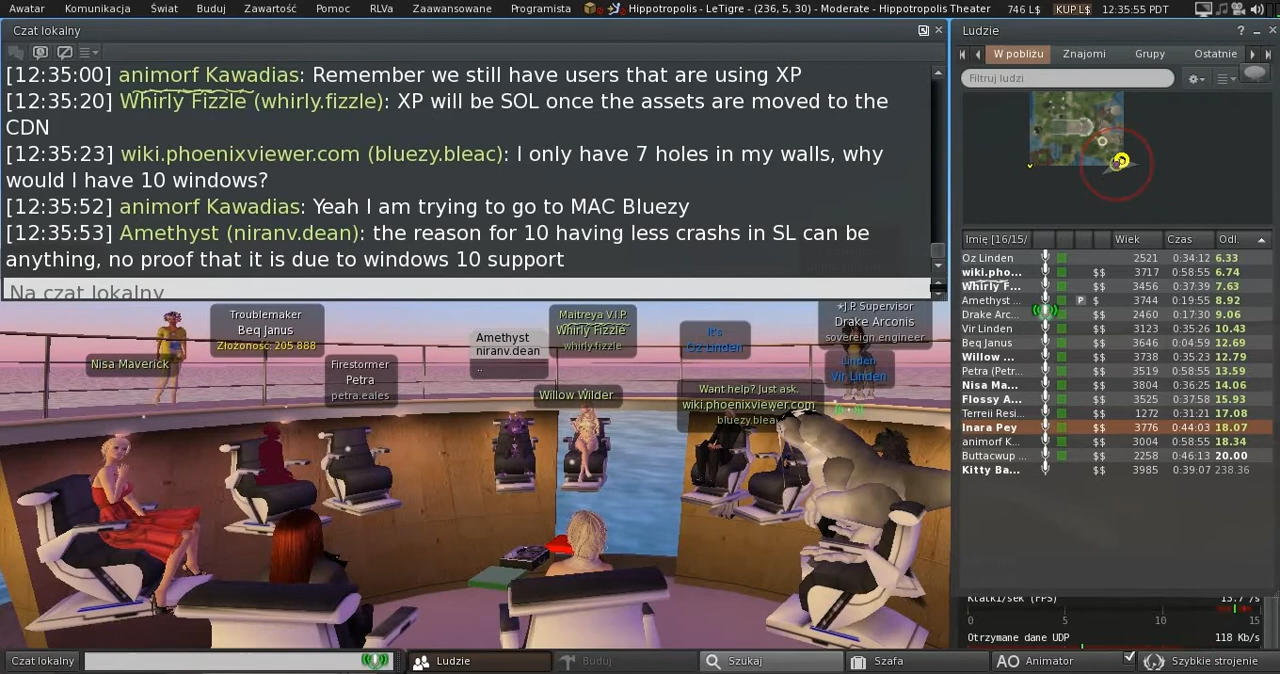 Awatar Komunikacja Świat Buduj Zawartość Pomoc RLVa Zaawansowane Programista Hippotropolis - LeTigre - (236, 5, 30) - Moderate - Hippotropolis Theater 746 L$ KUP L$ 12:35:55 PDT
Czat lokalny
[12:35:00] animorf Kawadias: Remember we still have users that are using XP
[12:35:20] Whirly Fizzle (whirly.fizzle): XP will be SOL once the assets are moved to the
CDN
[12:35:23] wiki.phoenixviewer.com (bluezy.bleac): I only have 7 holes in my walls, why
would I have 10 windows?
[12:35:52] animorf Kawadias: Yeah I am trying to go to MAC Bluezy
[12:35:53] Amethyst (niranv.dean): the reason for 10 having less crashs in SL can be
anything, no proof that it is due to windows 10 support
Na czat lokalny
Nisa Maverick
Troublemaker
Beq Janus
Złożoność: 205 888
Firestormer
Petra
petra.eales
Amethyst
niranv.dean
..
Maitreya V.I.P.
Whirly Fizzle
whirly.fizzle
Willow Wilder
It's
Oz Linden
*J.P. Supervisor
Drake Arconis
sovereign.engineer
Linden
Vir Linden
Want help? Just ask.
wiki.phoenixviewer.com
bluezy.bleac
Ludzie
W pobliżu Znajomi Grupy Ostatnie
Filtruj ludzi
Imię [16/15/ Wiek Czas Odl.
Oz Linden 2521 0:34:12 6.33
wiki.pho... $$ 3717 0:58:55 6.74
Whirly F... $$ 3456 0:37:39 7.63
Amethyst ... P $ 3744 0:19:55 8.92
Drake Arc... $$ 2460 0:17:30 9.06
Vir Linden $$ 3123 0:35:26 10.43
Beq Janus $$ 3646 0:04:59 12.69
Willow ... $$ 3738 0:35:23 12.79
Petra (Petr... $$ 3519 0:58:55 13.59
Nisa Ma... $$ 3804 0:36:25 14.06
Flossy A... $$ 3525 0:37:58 15.93
Terreii Resi... $$ 1272 0:31:21 17.08
Inara Pey $$ 3776 0:44:03 18.07
animorf K... $$ 3004 0:58:55 18.34
Buttacwup ... $$ 2258 0:46:13 20.00
Kitty Ba... $$ 3985 0:39:07 238.36
Klatki/sek (FPS) 13.7 /s
0 5 10 15
Otrzymane dane UDP 118 Kb/s
Czat lokalny Ludzie Buduj Szukaj Szafa AO Animator Szybkie strojenie